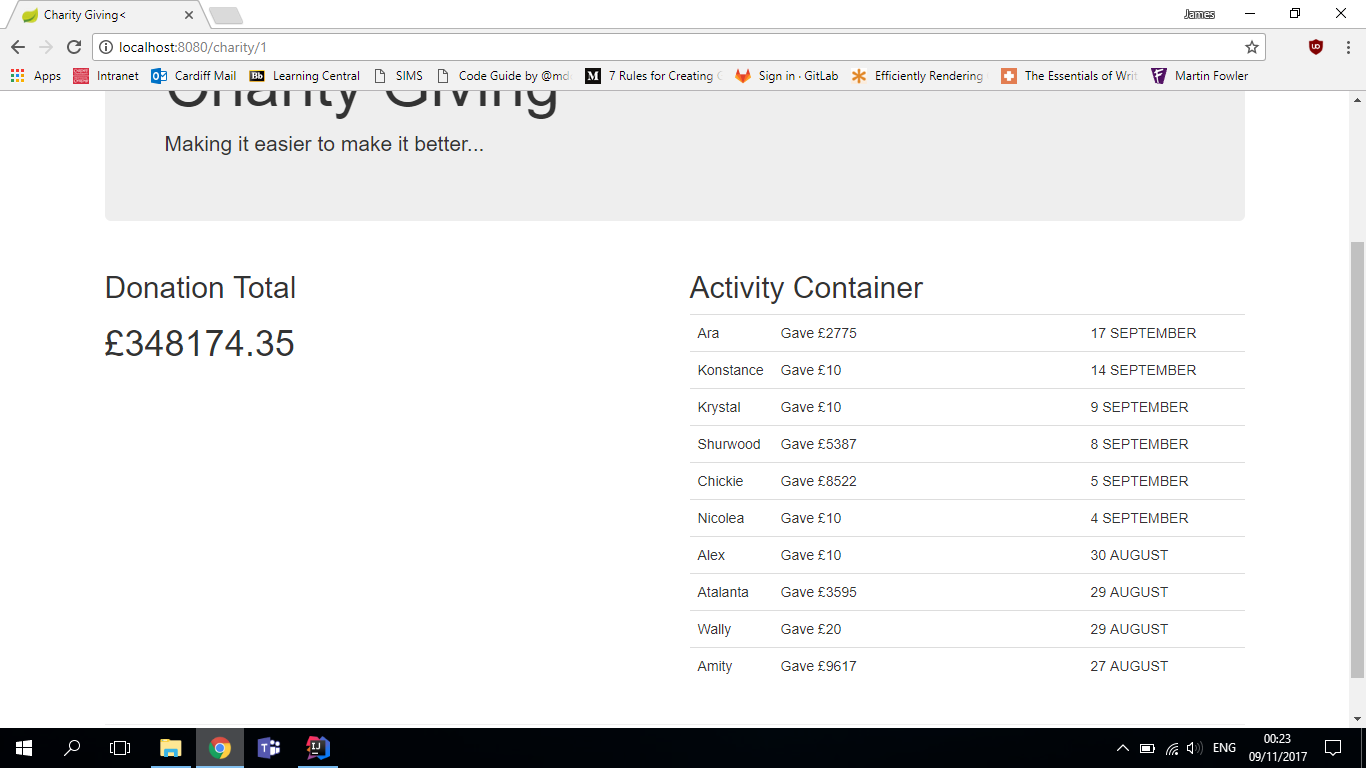 Charity Giving<
James
localhost:8080/charity/1
Apps Intranet Cardiff Mail Learning Central SIMS Code Guide by @md 7 Rules for Creating Sign in · GitLab Efficiently Rendering The Essentials of Writ Martin Fowler
Charity Giving
Making it easier to make it better...
Donation Total
£348174.35
Activity Container
Ara Gave £2775 17 SEPTEMBER
Konstance Gave £10 14 SEPTEMBER
Krystal Gave £10 9 SEPTEMBER
Shurwood Gave £5387 8 SEPTEMBER
Chickie Gave £8522 5 SEPTEMBER
Nicolea Gave £10 4 SEPTEMBER
Alex Gave £10 30 AUGUST
Atalanta Gave £3595 29 AUGUST
Wally Gave £20 29 AUGUST
Amity Gave £9617 27 AUGUST
ENG
00:23
09/11/2017